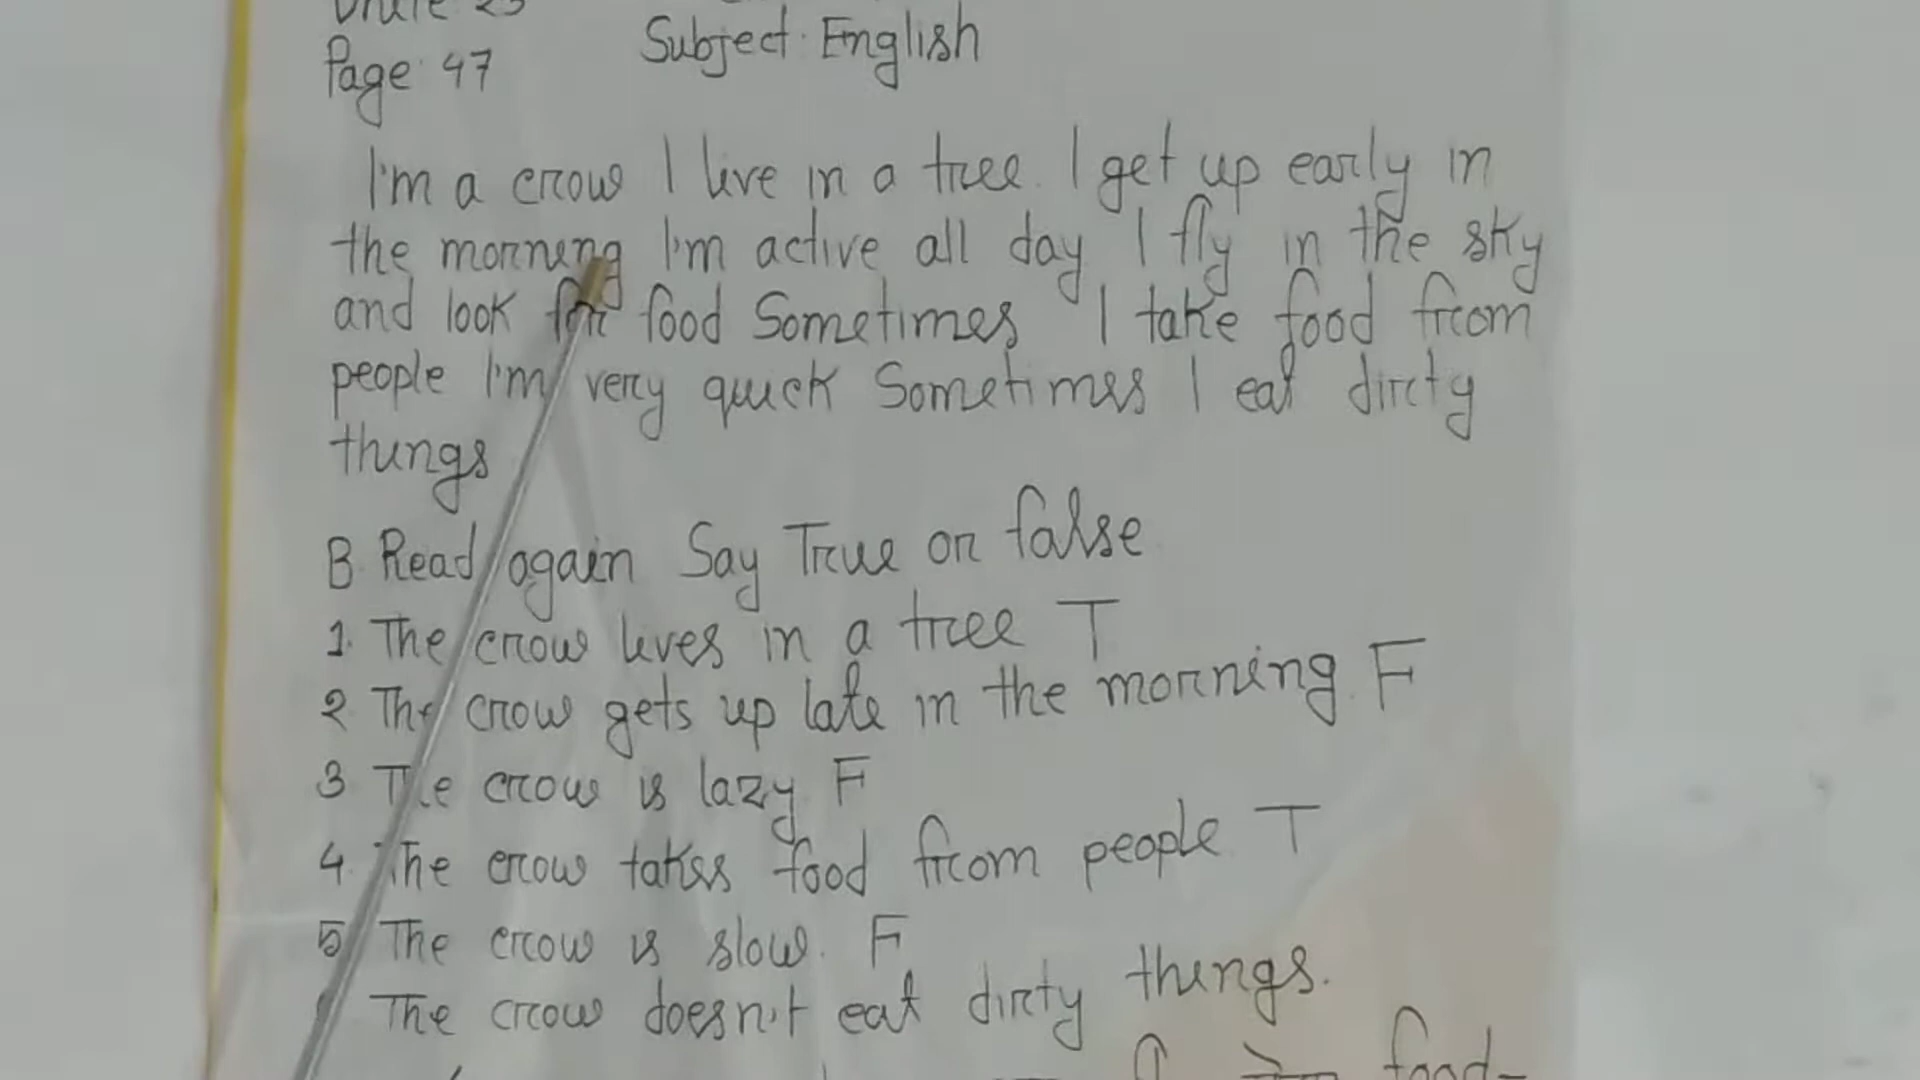 Page: 47
Subject: English
I'm a crow I live in a tree. I get up early in
the morning I'm active all day I fly in the sky
and look for food Sometimes I take food from
people I'm very quick Sometimes I eat dirty
things
B Read again Say True or false
1. The crow lives in a tree T
2 The crow gets up late in the morning. F
3 The crow is lazy F
4. The crow takes food from people T
5 The crow is slow. F
The crow doesn't eat dirty things.
food